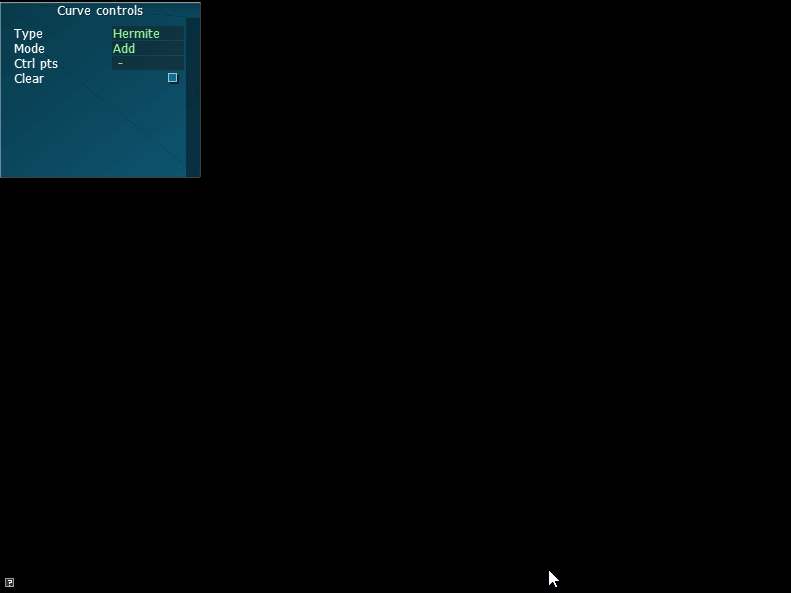 Curve controls
Type Hermite
Mode Add
Ctrl pts -
Clear
?